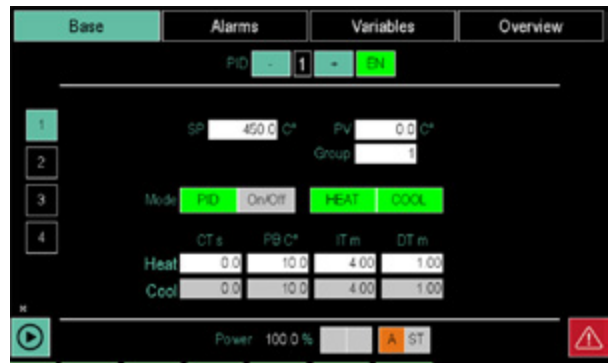 Base Alarms Variables Overview
PID - 1 + EN
1
SP 450.0 C° PV 0.0 C°
2
Group 1
3 Mode PID On/Off HEAT COOL
4
CT s PB C° IT m DT m
Heat 0.0 10.0 4.00 1.00
Cool 0.0 10.0 4.00 1.00
Power 100.0 % A ST